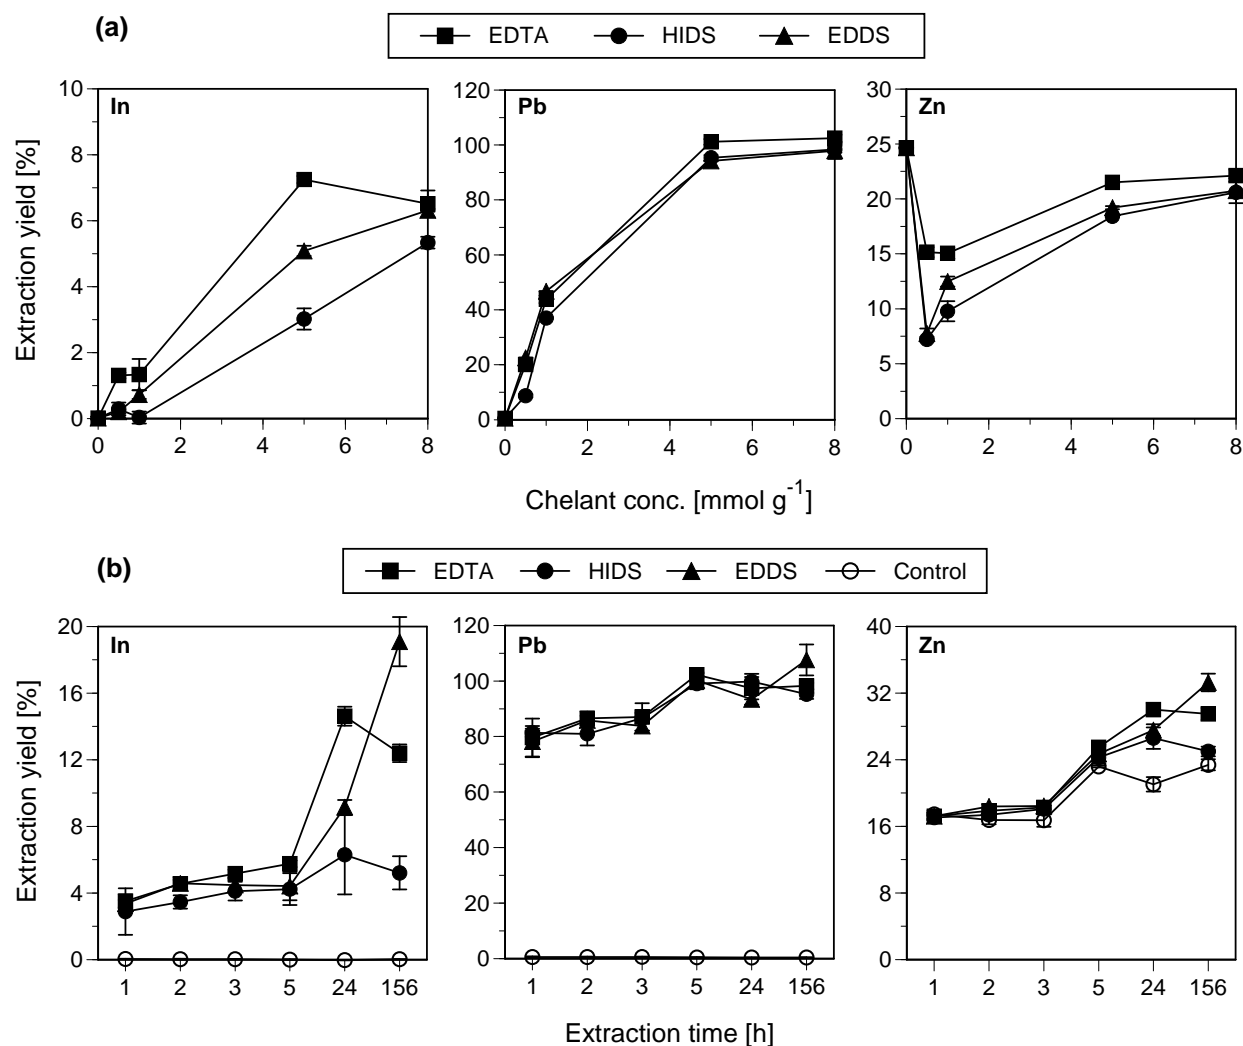 (a)
EDTA HIDS EDDS
Extraction yield [%]
In
10
8
6
4
2
0
0 2 4 6 8
Pb
120
100
80
60
40
20
0
0 2 4 6 8
Zn
30
25
20
15
10
5
0
0 2 4 6 8
Chelant conc. [mmol g-1]
(b)
EDTA HIDS EDDS Control
Extraction yield [%]
In
20
16
12
8
4
0
1 2 3 5 24 156
Pb
120
100
80
60
40
20
0
1 2 3 5 24 156
Zn
40
32
24
16
8
0
1 2 3 5 24 156
Extraction time [h]